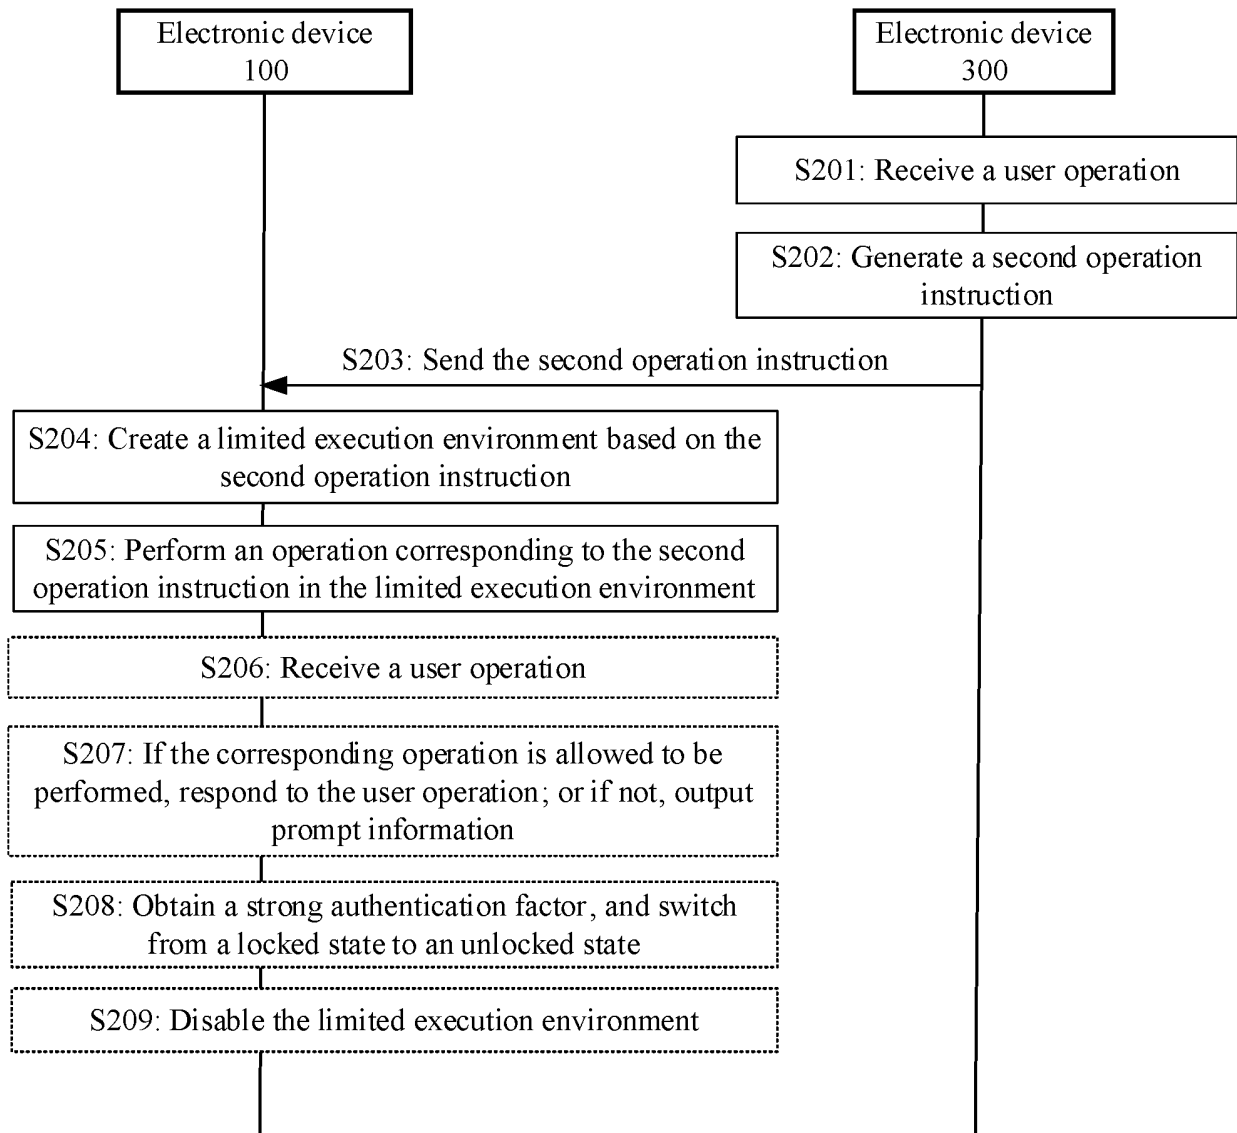 Electronic device
100
Electronic device
300
S201: Receive a user operation
S202: Generate a second operation
instruction
S203: Send the second operation instruction
S204: Create a limited execution environment based on the
second operation instruction
S205: Perform an operation corresponding to the second
operation instruction in the limited execution environment
S206: Receive a user operation
S207: If the corresponding operation is allowed to be
performed, respond to the user operation; or if not, output
prompt information
S208: Obtain a strong authentication factor, and switch
from a locked state to an unlocked state
S209: Disable the limited execution environment